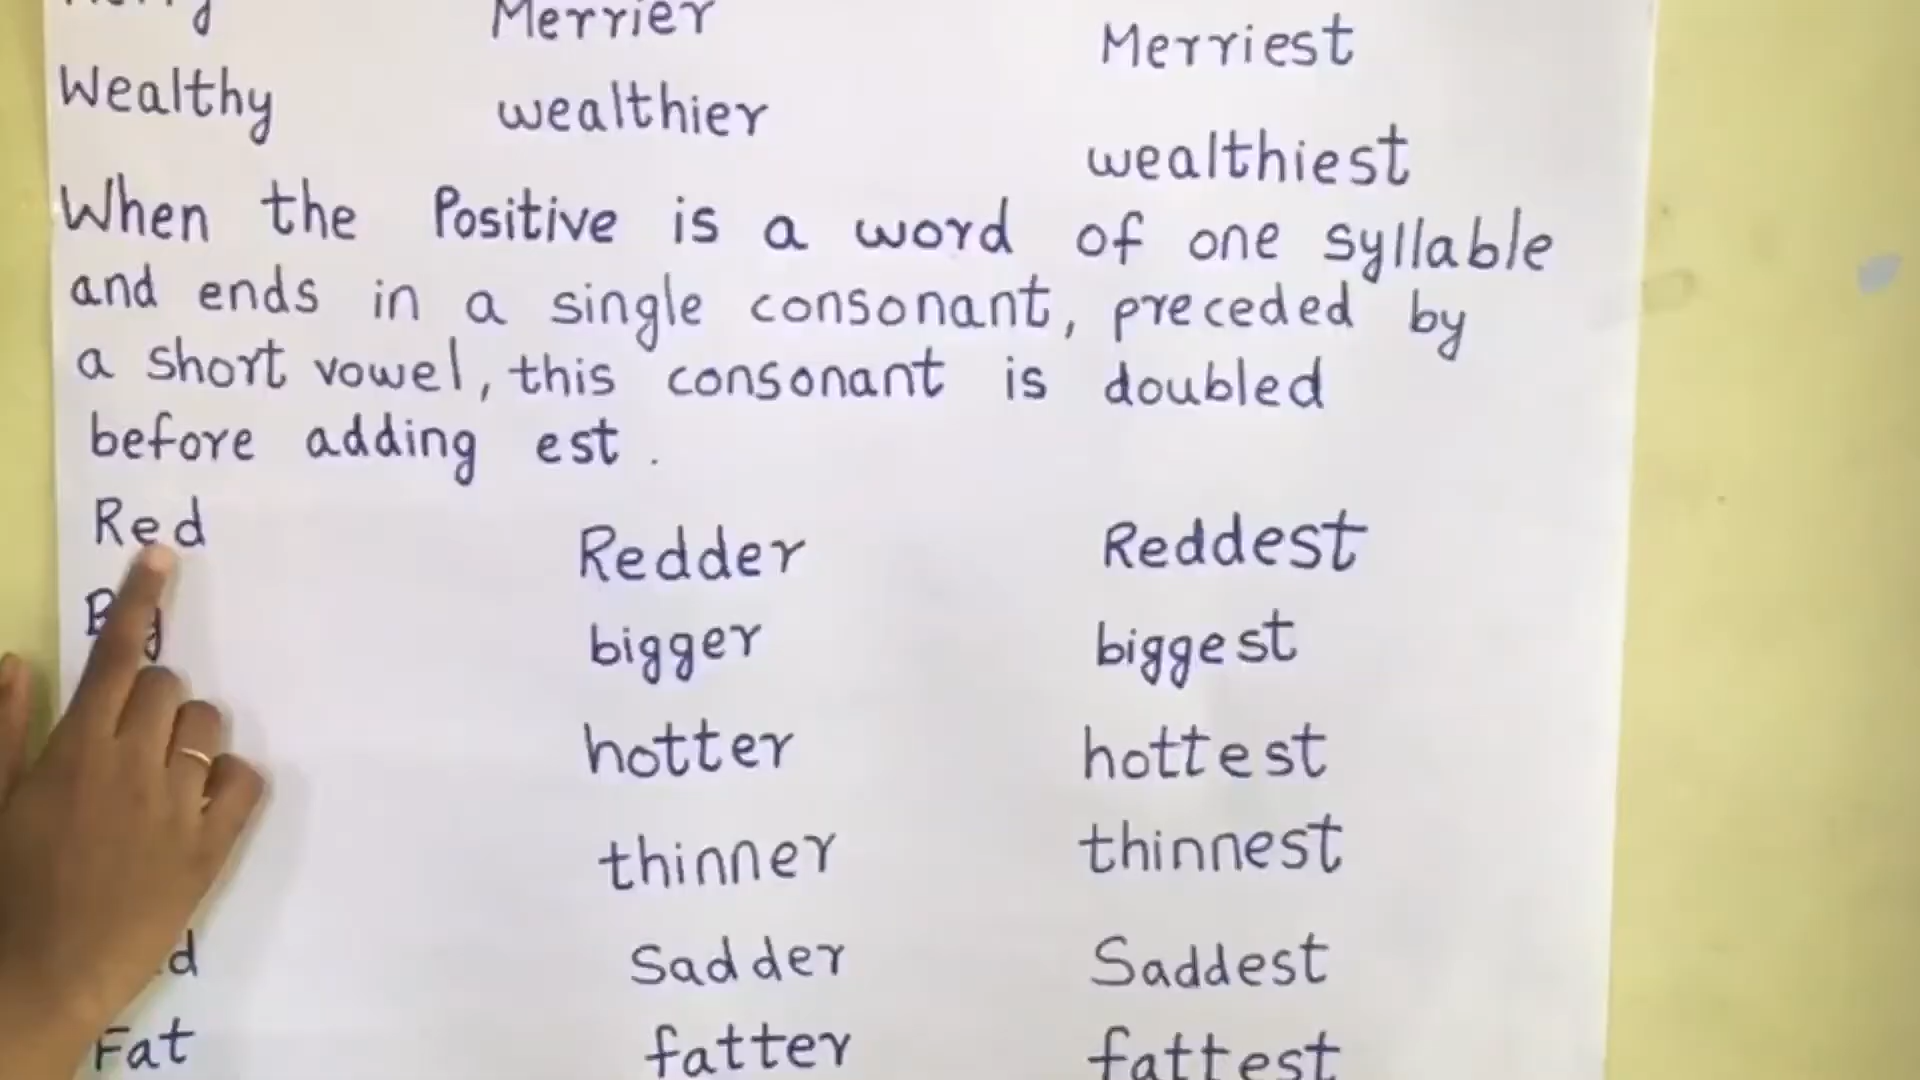 Merrier Merriest
Wealthy wealthier wealthiest
When the Positive is a word of one syllable
and ends in a single consonant, preceded by
a short vowel, this consonant is doubled
before adding est .
Red Redder Reddest
bigger biggest
hotter hottest
thinner thinnest
Sadder Saddest
Fat fatter fattest